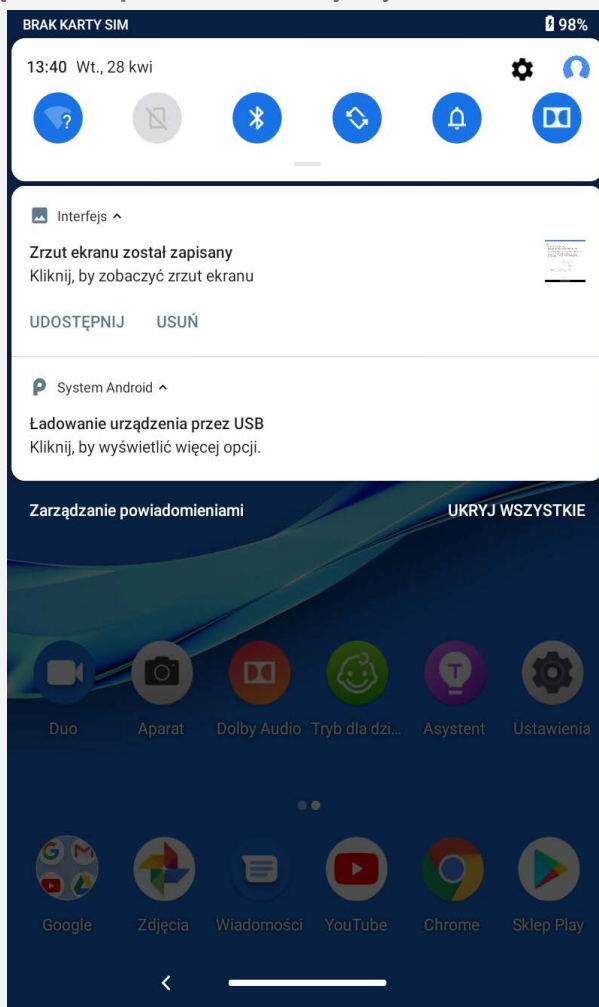 BRAK KARTY SIM 98%
13:40 Wt., 28 kwi
?
Interfejs
Zrzut ekranu został zapisany
Kliknij, by zobaczyć zrzut ekranu
UDOSTĘPNIJ USUŃ
System Android
Ładowanie urządzenia przez USB
Kliknij, by wyświetlić więcej opcji.
Zarządzanie powiadomieniami UKRYJ WSZYSTKIE
T
Duo Aparat Dolby Audio Tryb dla dzi... Asystent Ustawienia
Google Zdjęcia Wiadomości YouTube Chrome Sklep Play